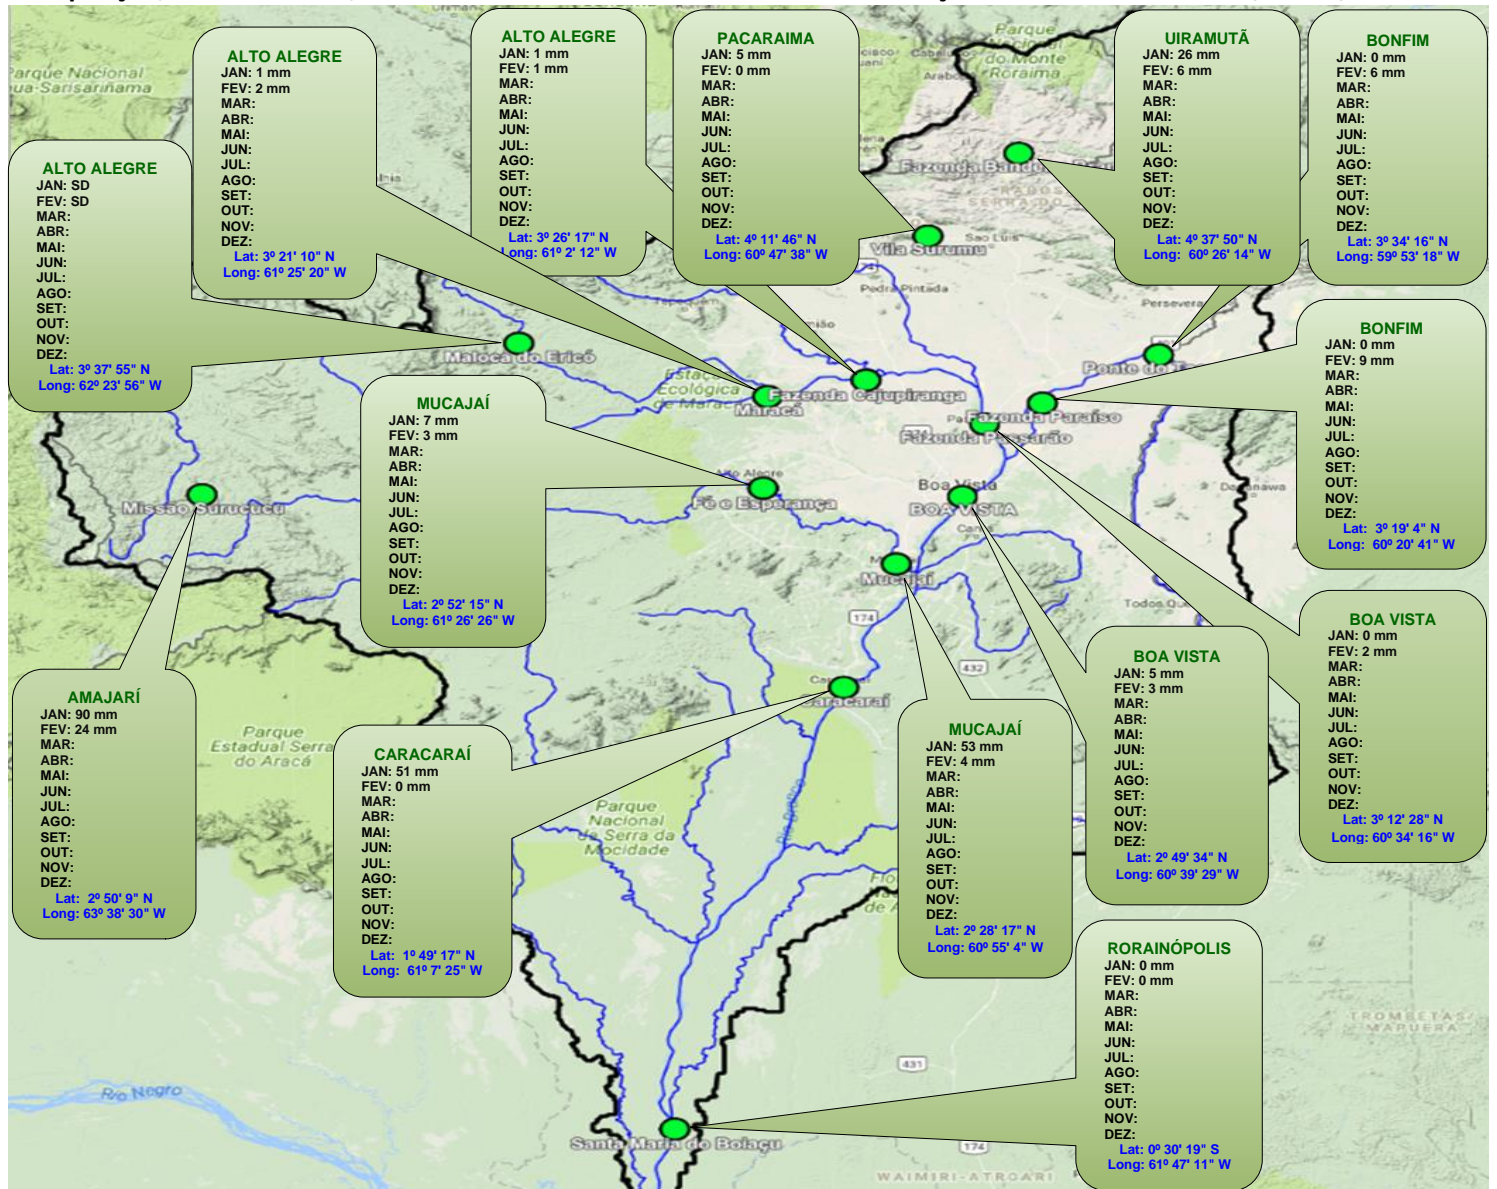 ALTO ALEGRE
JAN: SD
FEV: SD
MAR:
ABR:
MAI:
JUN:
JUL:
AGO:
SET:
OUT:
NOV:
DEZ:
Lat: 3º 37' 55" N
Long: 62º 23' 56" W
ALTO ALEGRE
JAN: 1 mm
FEV: 2 mm
MAR:
ABR:
MAI:
JUN:
JUL:
AGO:
SET:
OUT:
NOV:
DEZ:
Lat: 3º 21' 10" N
Long: 61º 25' 20" W
ALTO ALEGRE
JAN: 1 mm
FEV: 1 mm
MAR:
ABR:
MAI:
JUN:
JUL:
AGO:
SET:
OUT:
NOV:
DEZ:
Lat: 3º 26' 17" N
Long: 61º 2' 12" W
PACARAIMA
JAN: 5 mm
FEV: 0 mm
MAR:
ABR:
MAI:
JUN:
JUL:
AGO:
SET:
OUT:
NOV:
DEZ:
Lat: 4º 11' 46" N
Long: 60º 47' 38" W
UIRAMUTÃ
JAN: 26 mm
FEV: 6 mm
MAR:
ABR:
MAI:
JUN:
JUL:
AGO:
SET:
OUT:
NOV:
DEZ:
Lat: 4º 37' 50" N
Long: 60º 26' 14" W
BONFIM
JAN: 0 mm
FEV: 6 mm
MAR:
ABR:
MAI:
JUN:
JUL:
AGO:
SET:
OUT:
NOV:
DEZ:
Lat: 3º 34' 16" N
Long: 59º 53' 18" W
BONFIM
JAN: 0 mm
FEV: 9 mm
MAR:
ABR:
MAI:
JUN:
JUL:
AGO:
SET:
OUT:
NOV:
DEZ:
Lat: 3º 19' 4" N
Long: 60º 20' 41" W
MUCAJAÍ
JAN: 7 mm
FEV: 3 mm
MAR:
ABR:
MAI:
JUN:
JUL:
AGO:
SET:
OUT:
NOV:
DEZ:
Lat: 2º 52' 15" N
Long: 61º 26' 26" W
AMAJARÍ
JAN: 90 mm
FEV: 24 mm
MAR:
ABR:
MAI:
JUN:
JUL:
AGO:
SET:
OUT:
NOV:
DEZ:
Lat: 2º 50' 9" N
Long: 63º 38' 30" W
CARACARAÍ
JAN: 51 mm
FEV: 0 mm
MAR:
ABR:
MAI:
JUN:
JUL:
AGO:
SET:
OUT:
NOV:
DEZ:
Lat: 1º 49' 17" N
Long: 61º 7' 25" W
MUCAJAÍ
JAN: 53 mm
FEV: 4 mm
MAR:
ABR:
MAI:
JUN:
JUL:
AGO:
SET:
OUT:
NOV:
DEZ:
Lat: 2º 28' 17" N
Long: 60º 55' 4" W
BOA VISTA
JAN: 5 mm
FEV: 3 mm
MAR:
ABR:
MAI:
JUN:
JUL:
AGO:
SET:
OUT:
NOV:
DEZ:
Lat: 2º 49' 34" N
Long: 60º 39' 29" W
BOA VISTA
JAN: 0 mm
FEV: 2 mm
MAR:
ABR:
MAI:
JUN:
JUL:
AGO:
SET:
OUT:
NOV:
DEZ:
Lat: 3º 12' 28" N
Long: 60º 34' 16" W
RORAINÓPOLIS
JAN: 0 mm
FEV: 0 mm
MAR:
ABR:
MAI:
JUN:
JUL:
AGO:
SET:
OUT:
NOV:
DEZ:
Lat: 0º 30' 19" S
Long: 61º 47' 11" W
Parque Nacional
Parque
do Monte
Roraima
Vila Surumu
Sao Luis
Pedra Pintada
Maloca do Ericó
Ecológica
Maracá
Fazenda Cajupiranga
Fazenda Paraíso
Fazenda Passarão
Missão Surucucu
Alto Alegre
Fé e Esperança
Boa Vista
BOA VISTA
Mucajaí
174
432
Caracaraí
Parque
Estadual Serra
do Aracá
Parque
Nacional
da Serra da
Mocidade
Rio Branco
Rio Negro
431
174
Santa Maria do Boiaçu
TROMBETAS/
MAPUERA
WAIMIRI-ATROARI